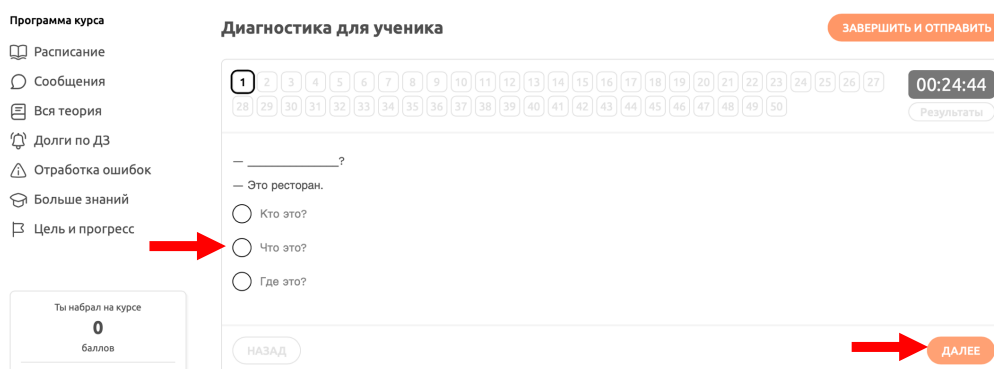 Программа курса
Расписание
Сообщения
Вся теория
Долги по ДЗ
Отработка ошибок
Больше знаний
Цель и прогресс
Ты набрал на курсе
0
баллов
Диагностика для ученика
ЗАВЕРШИТЬ И ОТПРАВИТЬ
1 2 3 4 5 6 7 8 9 10 11 12 13 14 15 16 17 18 19 20 21 22 23 24 25 26 27
28 29 30 31 32 33 34 35 36 37 38 39 40 41 42 43 44 45 46 47 48 49 50
00:24:44
Результаты
— _______________?
— Это ресторан.
Кто это?
Что это?
Где это?
НАЗАД
ДАЛЕЕ